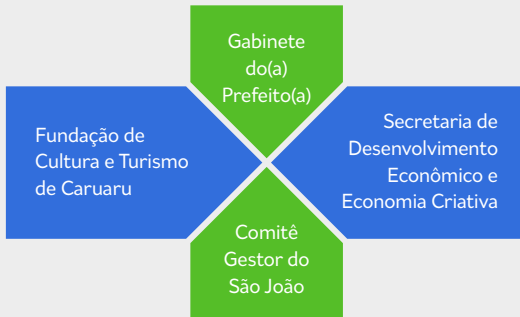 Gabinete
do(a)
Prefeito(a)
Fundação de
Cultura e Turismo
de Caruaru
Secretaria de
Desenvolvimento
Econômico e
Economia Criativa
Comitê
Gestor do
São João